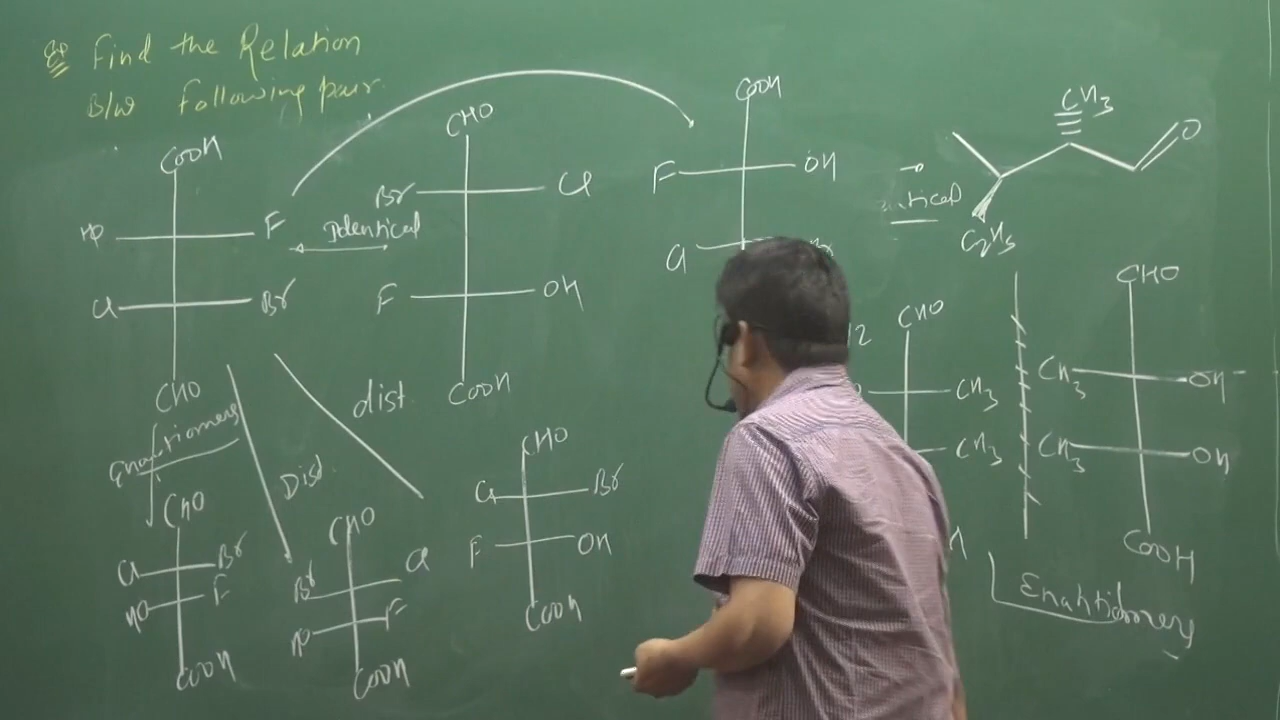 Find the Relation
B/W Following pair.
COOH
HO F
Cl Br
CHO
Identical
CHO
Br Cl
F OH
COOH
COOH
F OH
Cl
CH3
O
C2H5
Enantiomers
Dist
dist
CHO
Cl Br
HO F
COOH
CHO
Br Cl
HO F
COOH
CHO
Cl Br
F OH
COOH
CHO
CH3
CH3
CHO
CH3 OH
CH3 OH
COOH
Enantiomers